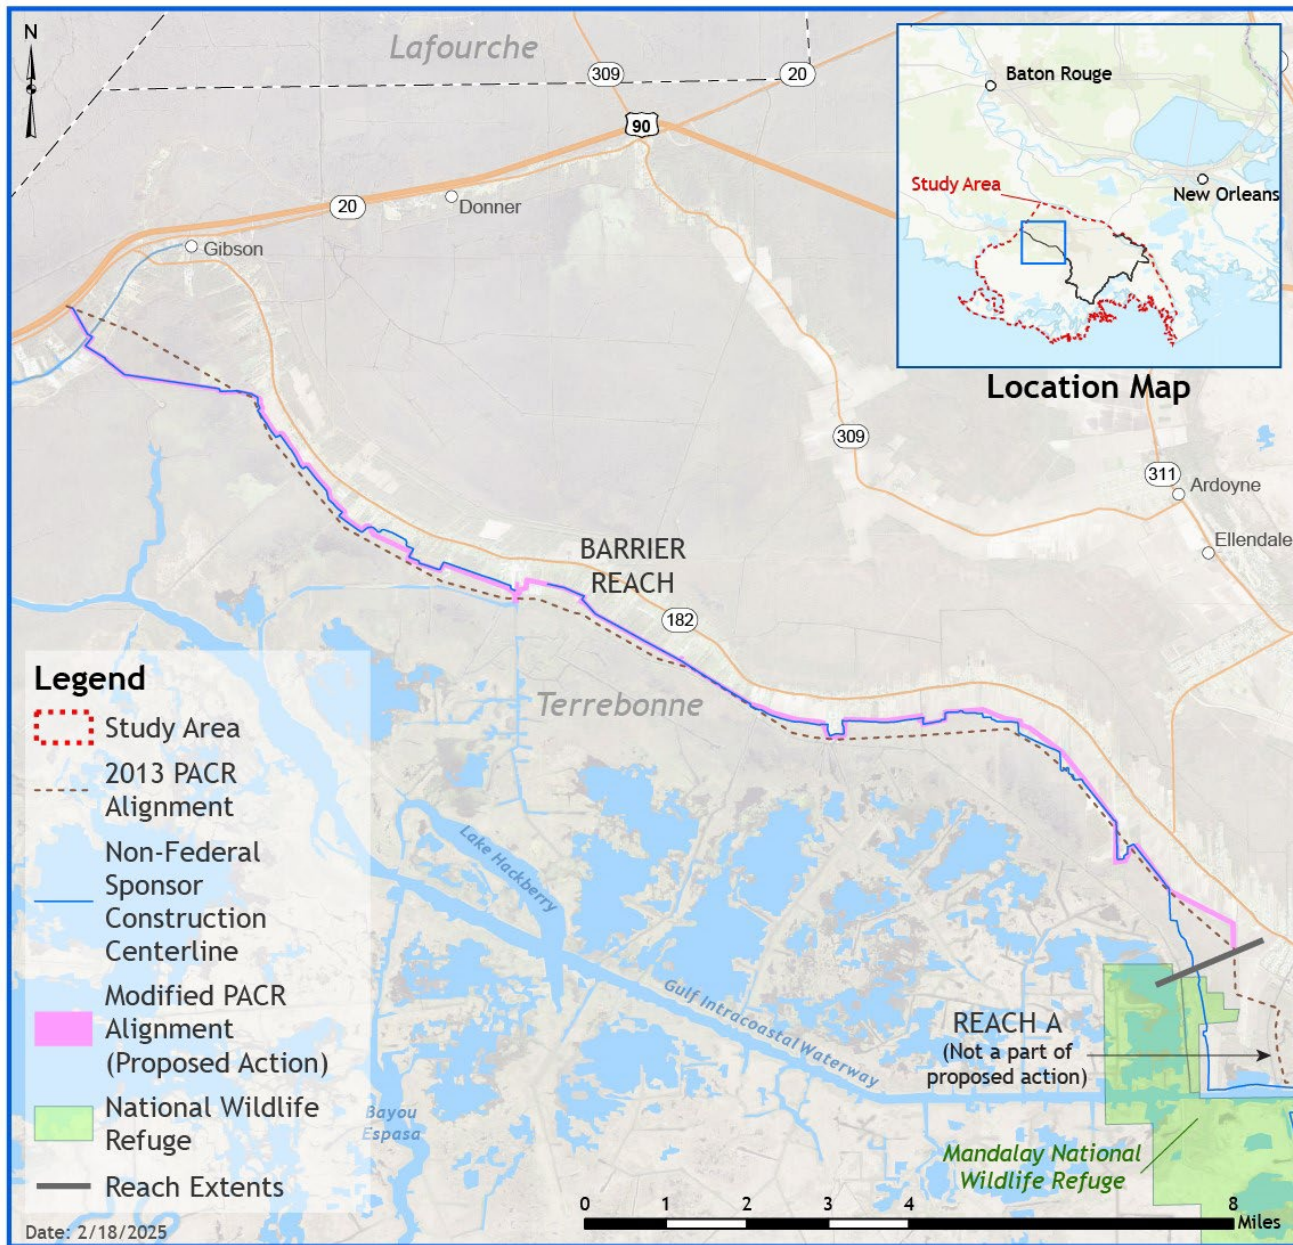 N
Lafourche
309
20
90
20
Donner
Gibson
Baton Rouge
Study Area
New Orleans
Location Map
309
311
Ardoyne
Ellendale
BARRIER
REACH
182
Terrebonne
Lake Hackberry
Gulf Intracoastal Waterway
Bayou
Espasa
REACH A
(Not a part of
proposed action)
Mandalay National
Wildlife Refuge
Legend
Study Area
2013 PACR
Alignment
Non-Federal
Sponsor
Construction
Centerline
Modified PACR
Alignment
(Proposed Action)
National Wildlife
Refuge
Reach Extents
Date: 2/18/2025
0 1 2 3 4 8
Miles